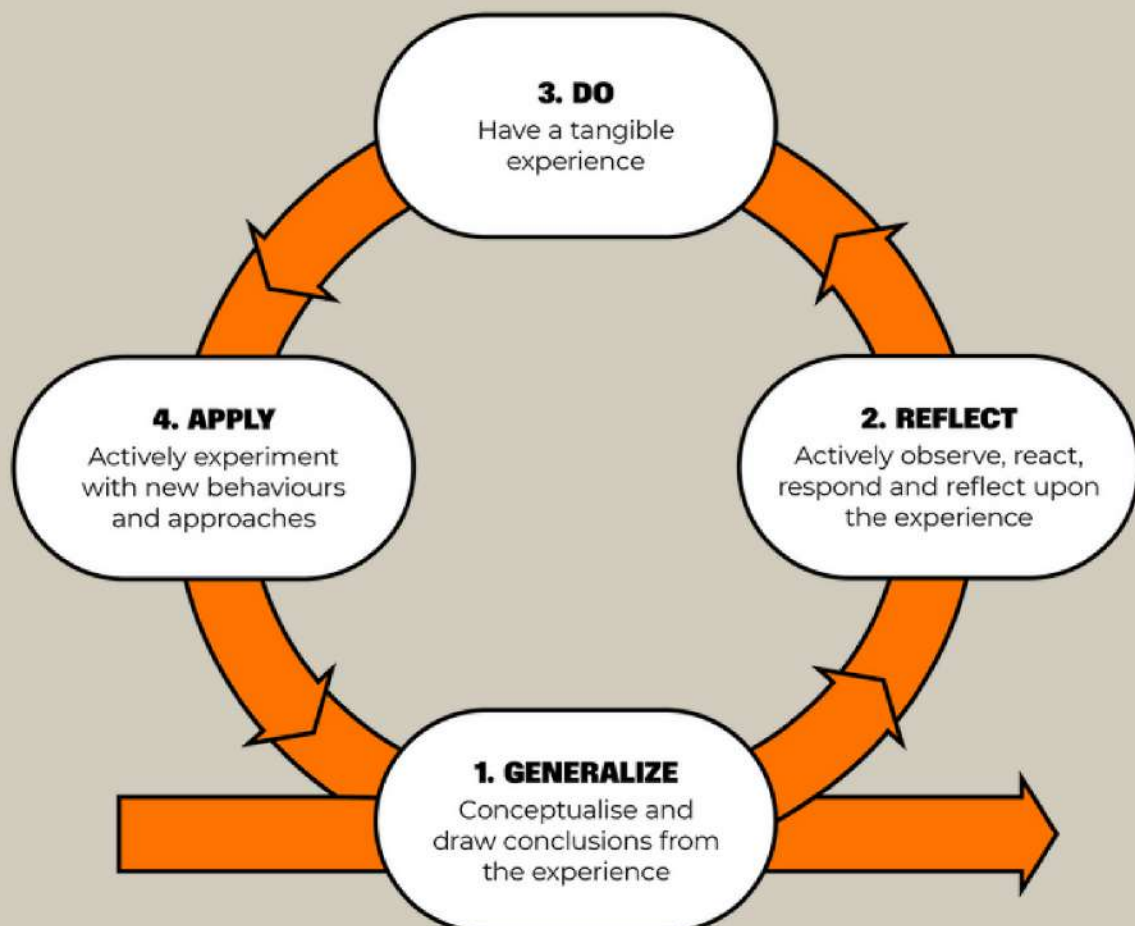 3. DO
Have a tangible
experience
4. APPLY
Actively experiment
with new behaviours
and approaches
2. REFLECT
Actively observe, react,
respond and reflect upon
the experience
1. GENERALIZE
Conceptualise and
draw conclusions from
the experience